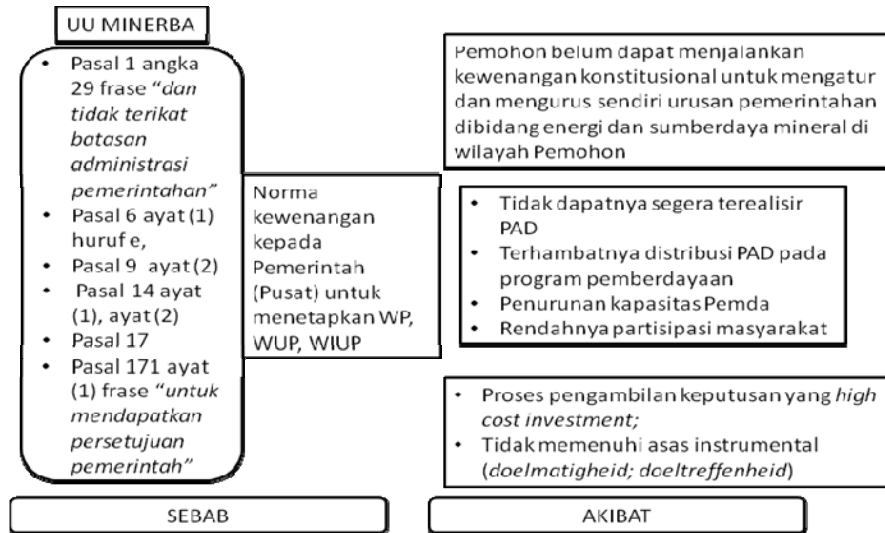 UU MINERBA
• Pasal 1 angka
29 frase “dan
tidak terikat
batasan
administrasi
pemerintahan”
• Pasal 6 ayat (1)
huruf e,
• Pasal 9 ayat (2)
• Pasal 14 ayat
(1), ayat (2)
• Pasal 17
• Pasal 171 ayat
(1) frase “untuk
mendapatkan
persetujuan
pemerintah”
Norma
kewenangan
kepada
Pemerintah
(Pusat) untuk
menetapkan WP,
WUP, WIUP
Pemohon belum dapat menjalankan
kewenangan konstitusional untuk mengatur
dan mengurus sendiri urusan pemerintahan
dibidang energi dan sumberdaya mineral di
wilayah Pemohon
• Tidak dapatnya segera terealisir
PAD
• Terhambatnya distribusi PAD pada
program pemberdayaan
• Penurunan kapasitas Pemda
• Rendahnya partisipasi masyarakat
• Proses pengambilan keputusan yang high
cost investment;
• Tidak memenuhi asas instrumental
(doelmatigheid; doeltreffenheid)
SEBAB
AKIBAT